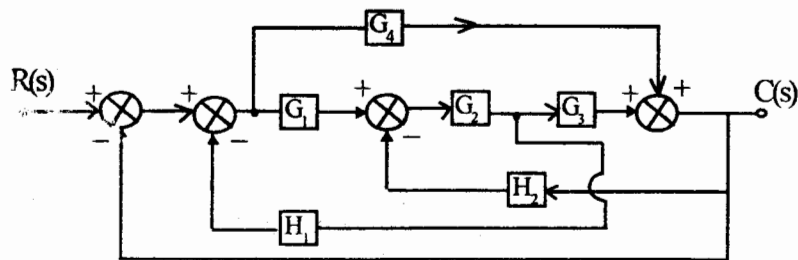 G₄
R(s) + + G₁ + G₂ G₃ + + C(s)
− − −
H₂
H₁